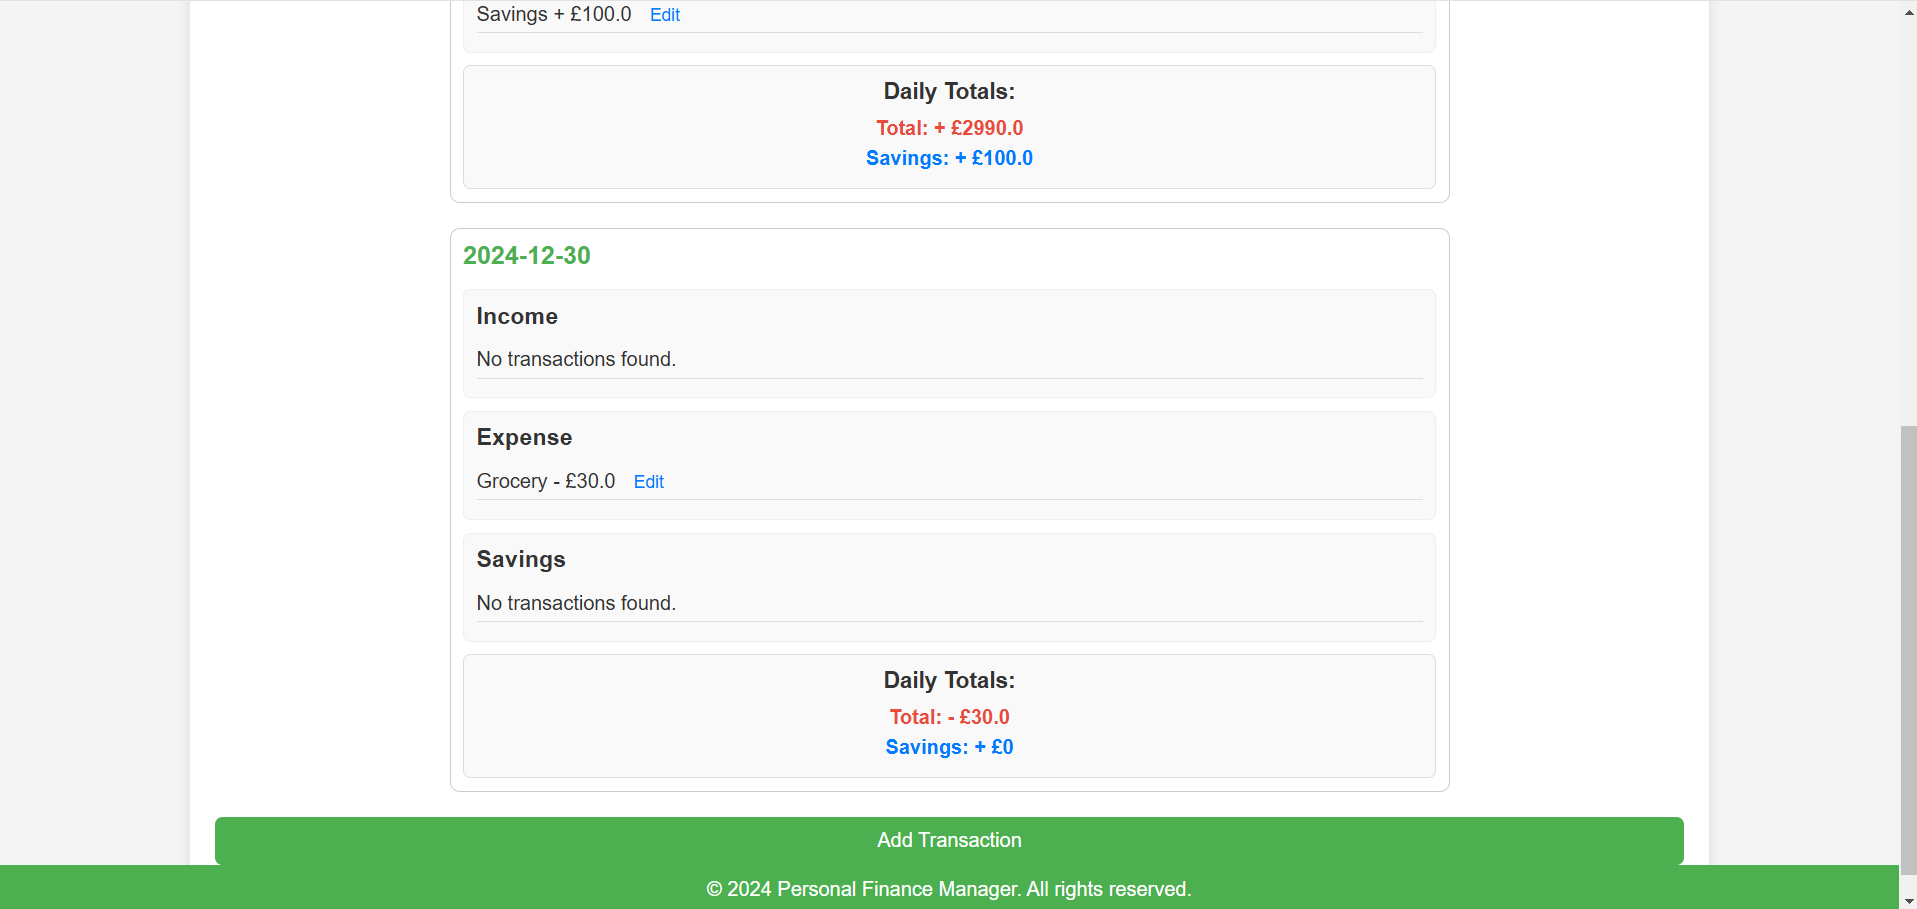 Savings + £100.0 Edit
Daily Totals:
Total: + £2990.0
Savings: + £100.0
2024-12-30
Income
No transactions found.
Expense
Grocery - £30.0 Edit
Savings
No transactions found.
Daily Totals:
Total: - £30.0
Savings: + £0
Add Transaction
© 2024 Personal Finance Manager. All rights reserved.